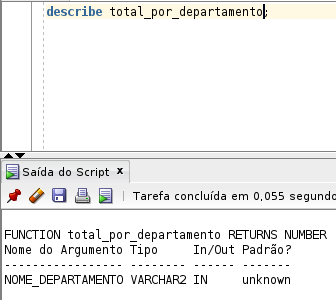 describe total_por_departamento;
Saída do Script x
Tarefa concluída em 0,055 segundo
FUNCTION total_por_departamento RETURNS NUMBER
Nome do Argumento Tipo In/Out Padrão?
----------------- -------- ------ -------
NOME_DEPARTAMENTO VARCHAR2 IN unknown